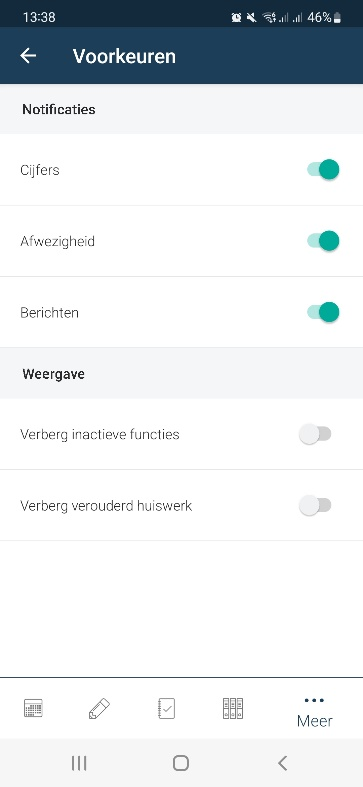 13:38
46%
Voorkeuren
Notificaties
Cijfers
Afwezigheid
Berichten
Weergave
Verberg inactieve functies
Verberg verouderd huiswerk
Meer